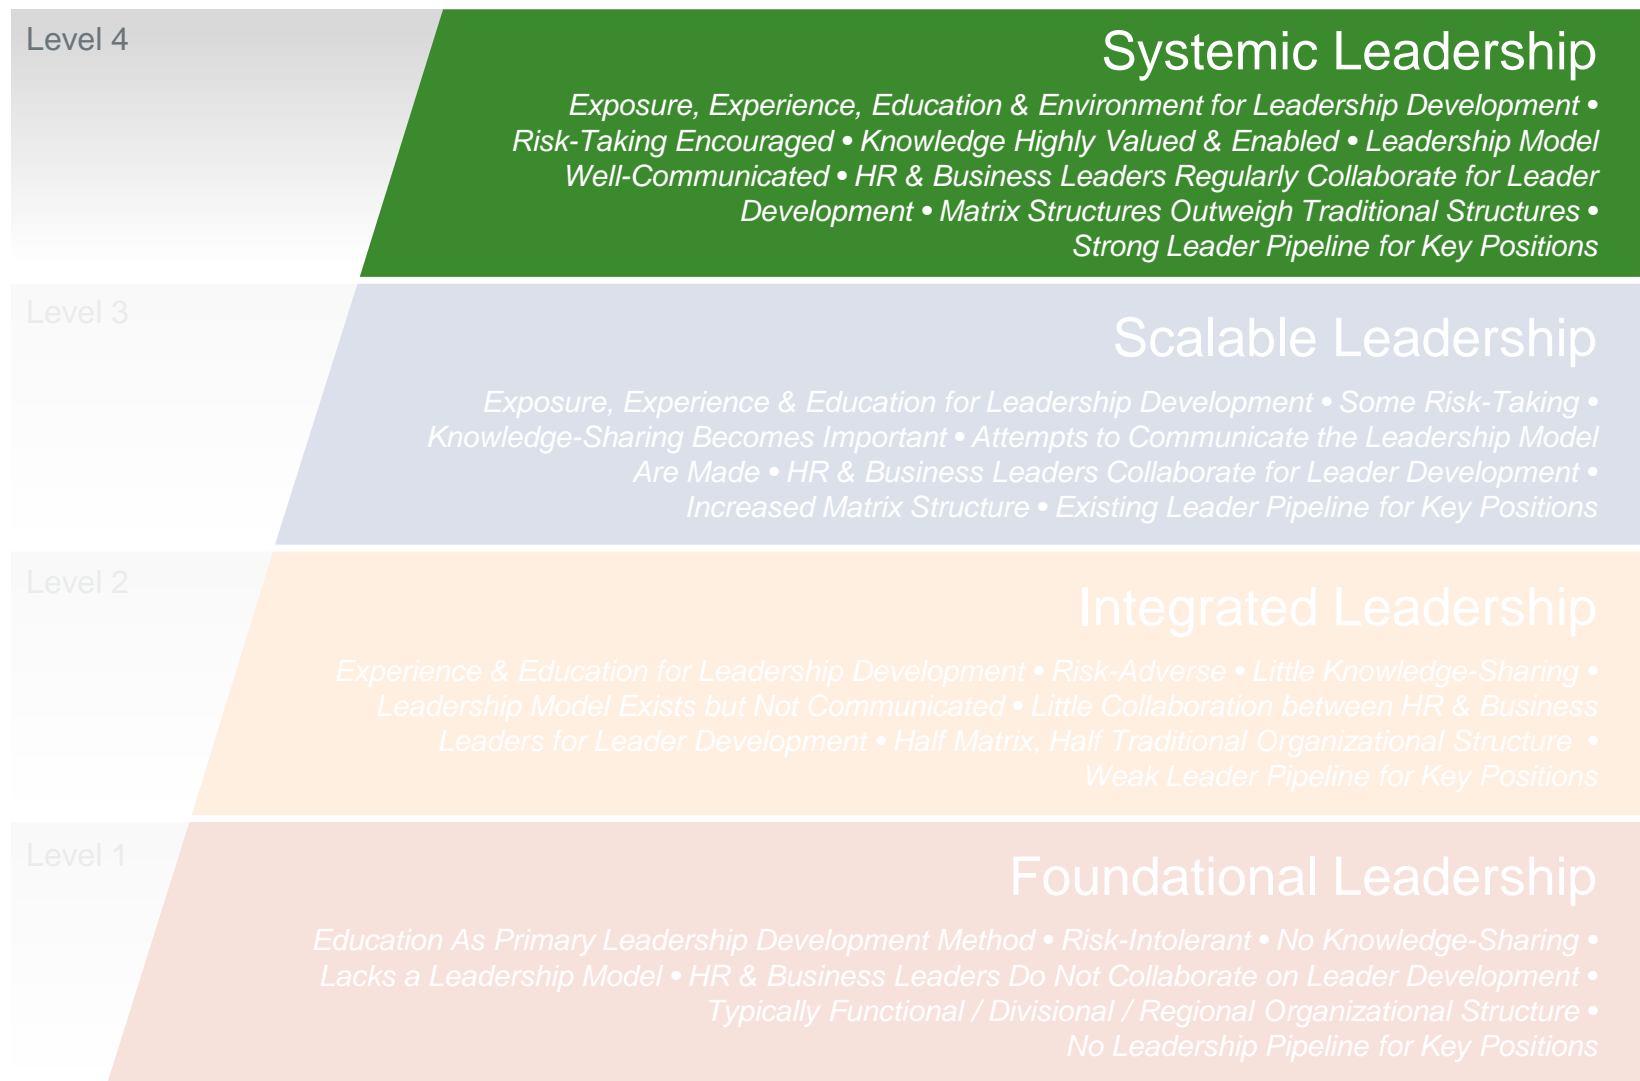 Level 4
Systemic Leadership
Exposure, Experience, Education & Environment for Leadership Development •
Risk-Taking Encouraged • Knowledge Highly Valued & Enabled • Leadership Model
Well-Communicated • HR & Business Leaders Regularly Collaborate for Leader
Development • Matrix Structures Outweigh Traditional Structures •
Strong Leader Pipeline for Key Positions
Level 3
Scalable Leadership
Exposure, Experience & Education for Leadership Development • Some Risk-Taking •
Knowledge-Sharing Becomes Important • Attempts to Communicate the Leadership Model
Are Made • HR & Business Leaders Collaborate for Leader Development •
Increased Matrix Structure • Existing Leader Pipeline for Key Positions
Level 2
Integrated Leadership
Experience & Education for Leadership Development • Risk-Adverse • Little Knowledge-Sharing •
Leadership Model Exists but Not Communicated • Little Collaboration between HR & Business
Leaders for Leader Development • Half Matrix, Half Traditional Organizational Structure •
Weak Leader Pipeline for Key Positions
Level 1
Foundational Leadership
Education As Primary Leadership Development Method • Risk-Intolerant • No Knowledge-Sharing •
Lacks a Leadership Model • HR & Business Leaders Do Not Collaborate on Leader Development •
Typically Functional / Divisional / Regional Organizational Structure •
No Leadership Pipeline for Key Positions